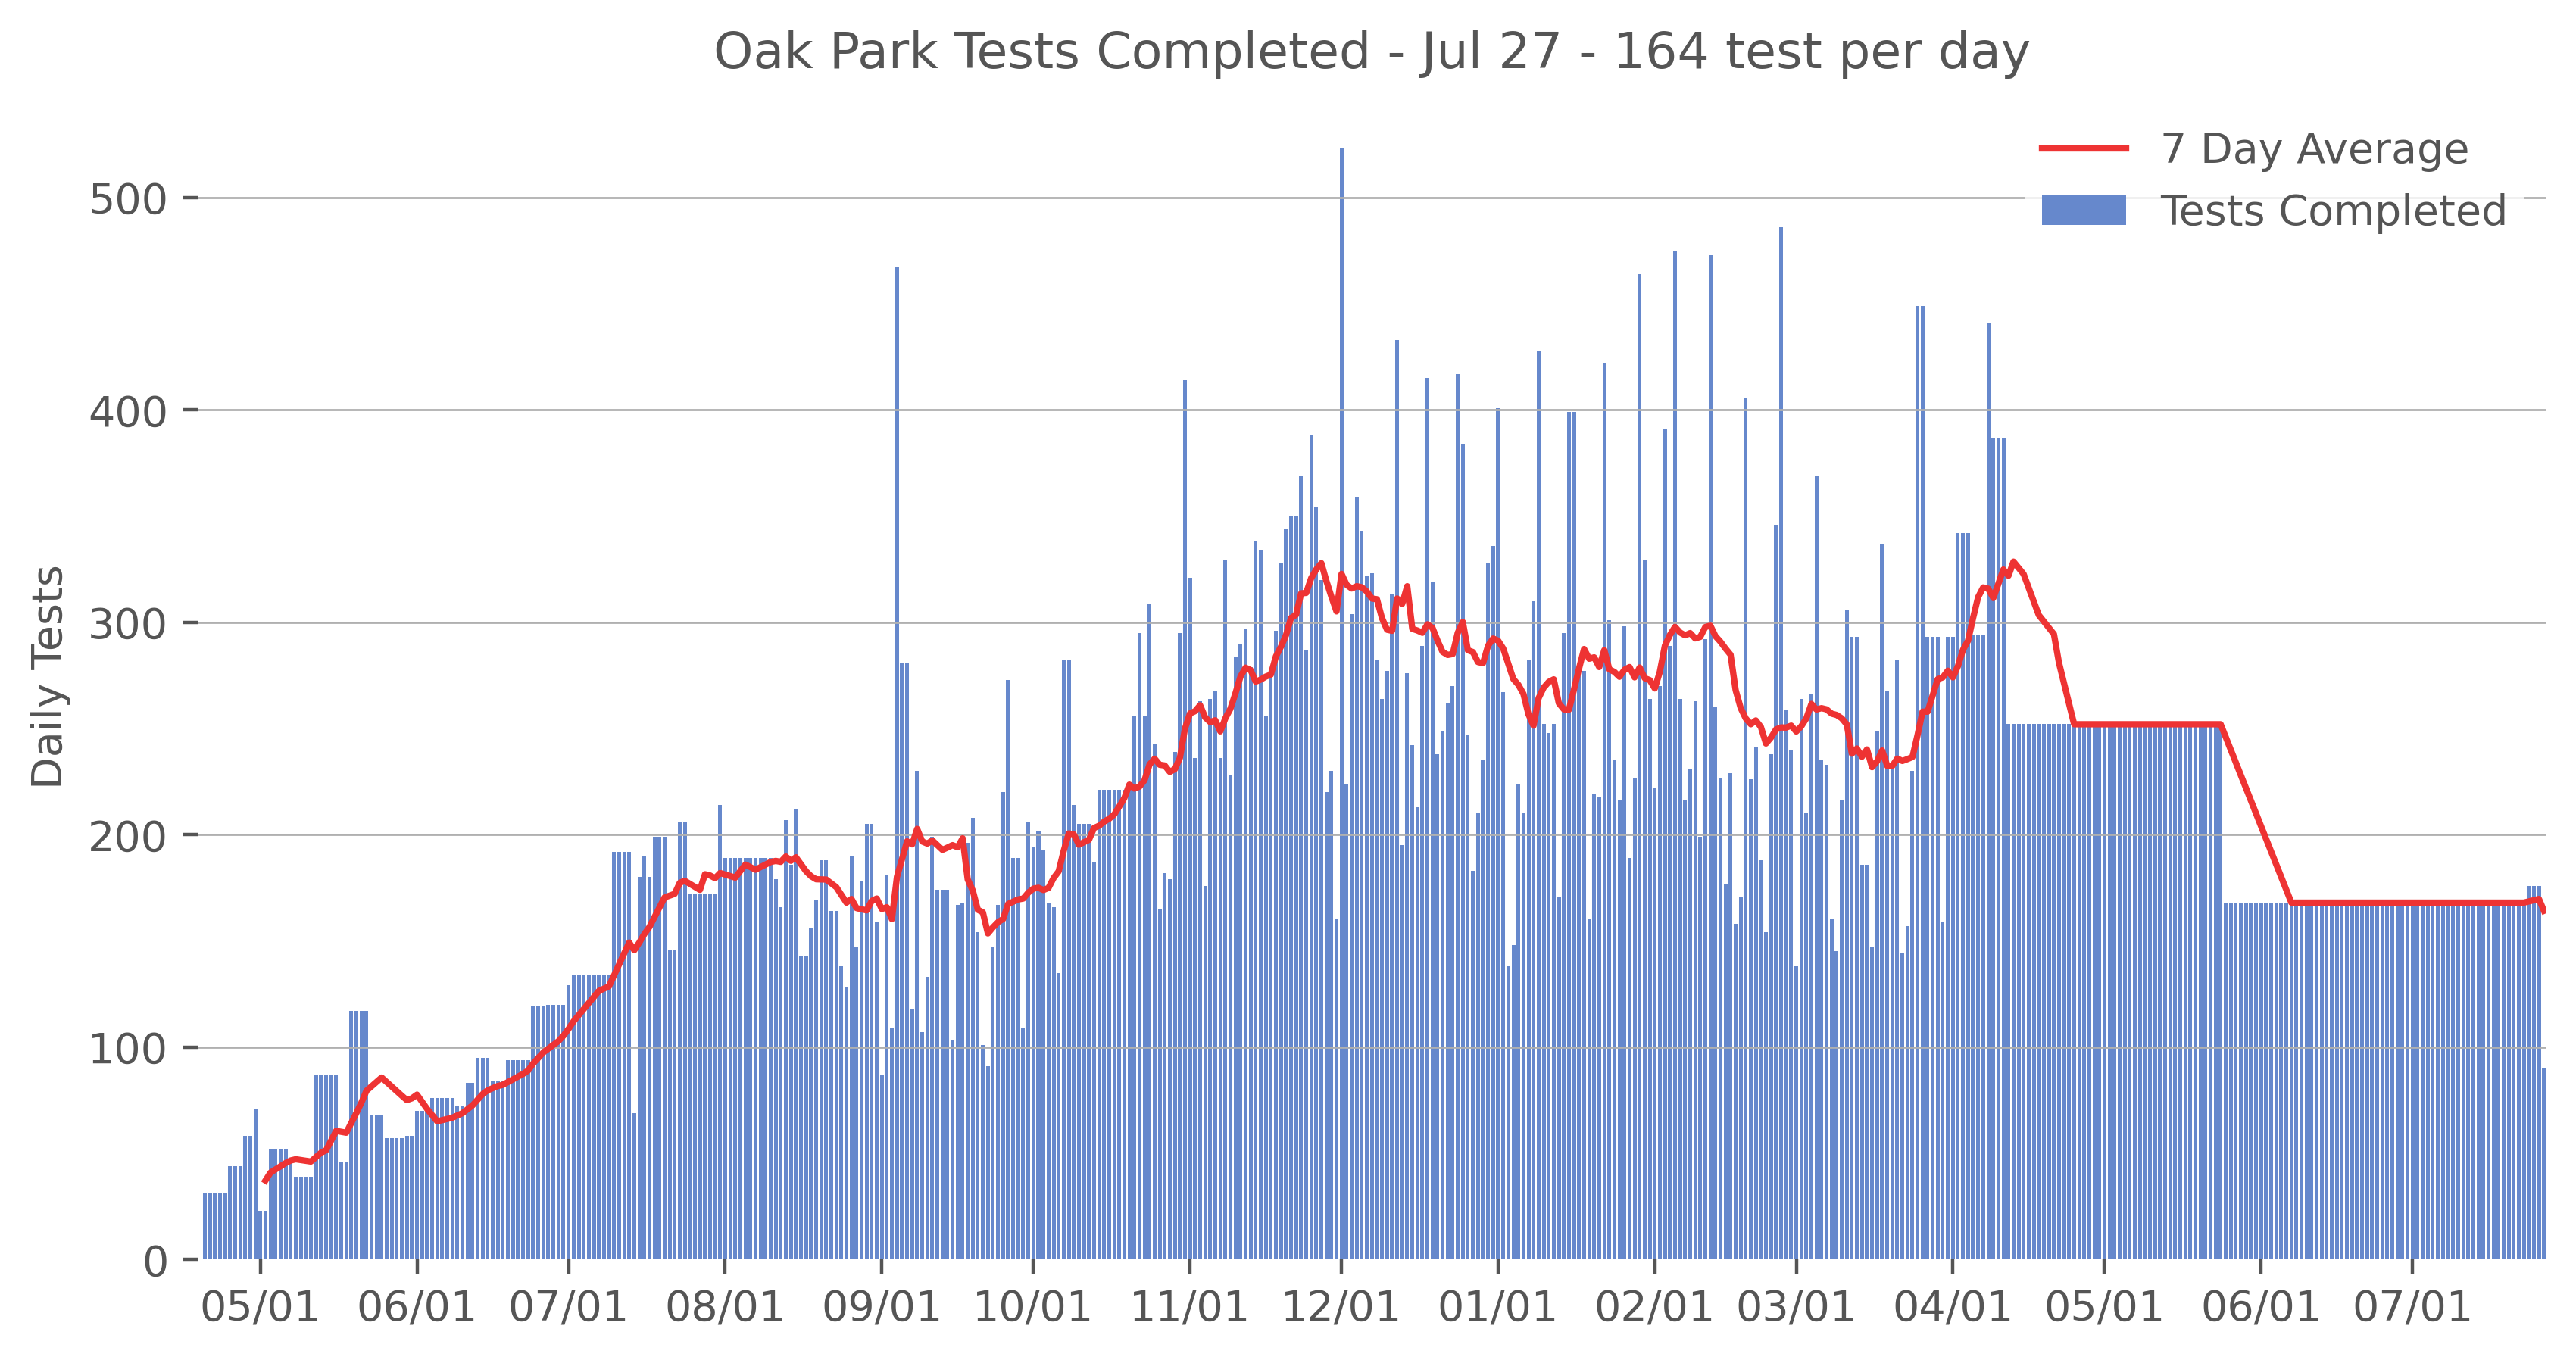 Oak Park Tests Completed - Jul 27 - 164 test per day
7 Day Average
Tests Completed
Daily Tests
500
400
300
200
100
0
05/01 06/01 07/01 08/01 09/01 10/01 11/01 12/01 01/01 02/01 03/01 04/01 05/01 06/01 07/01